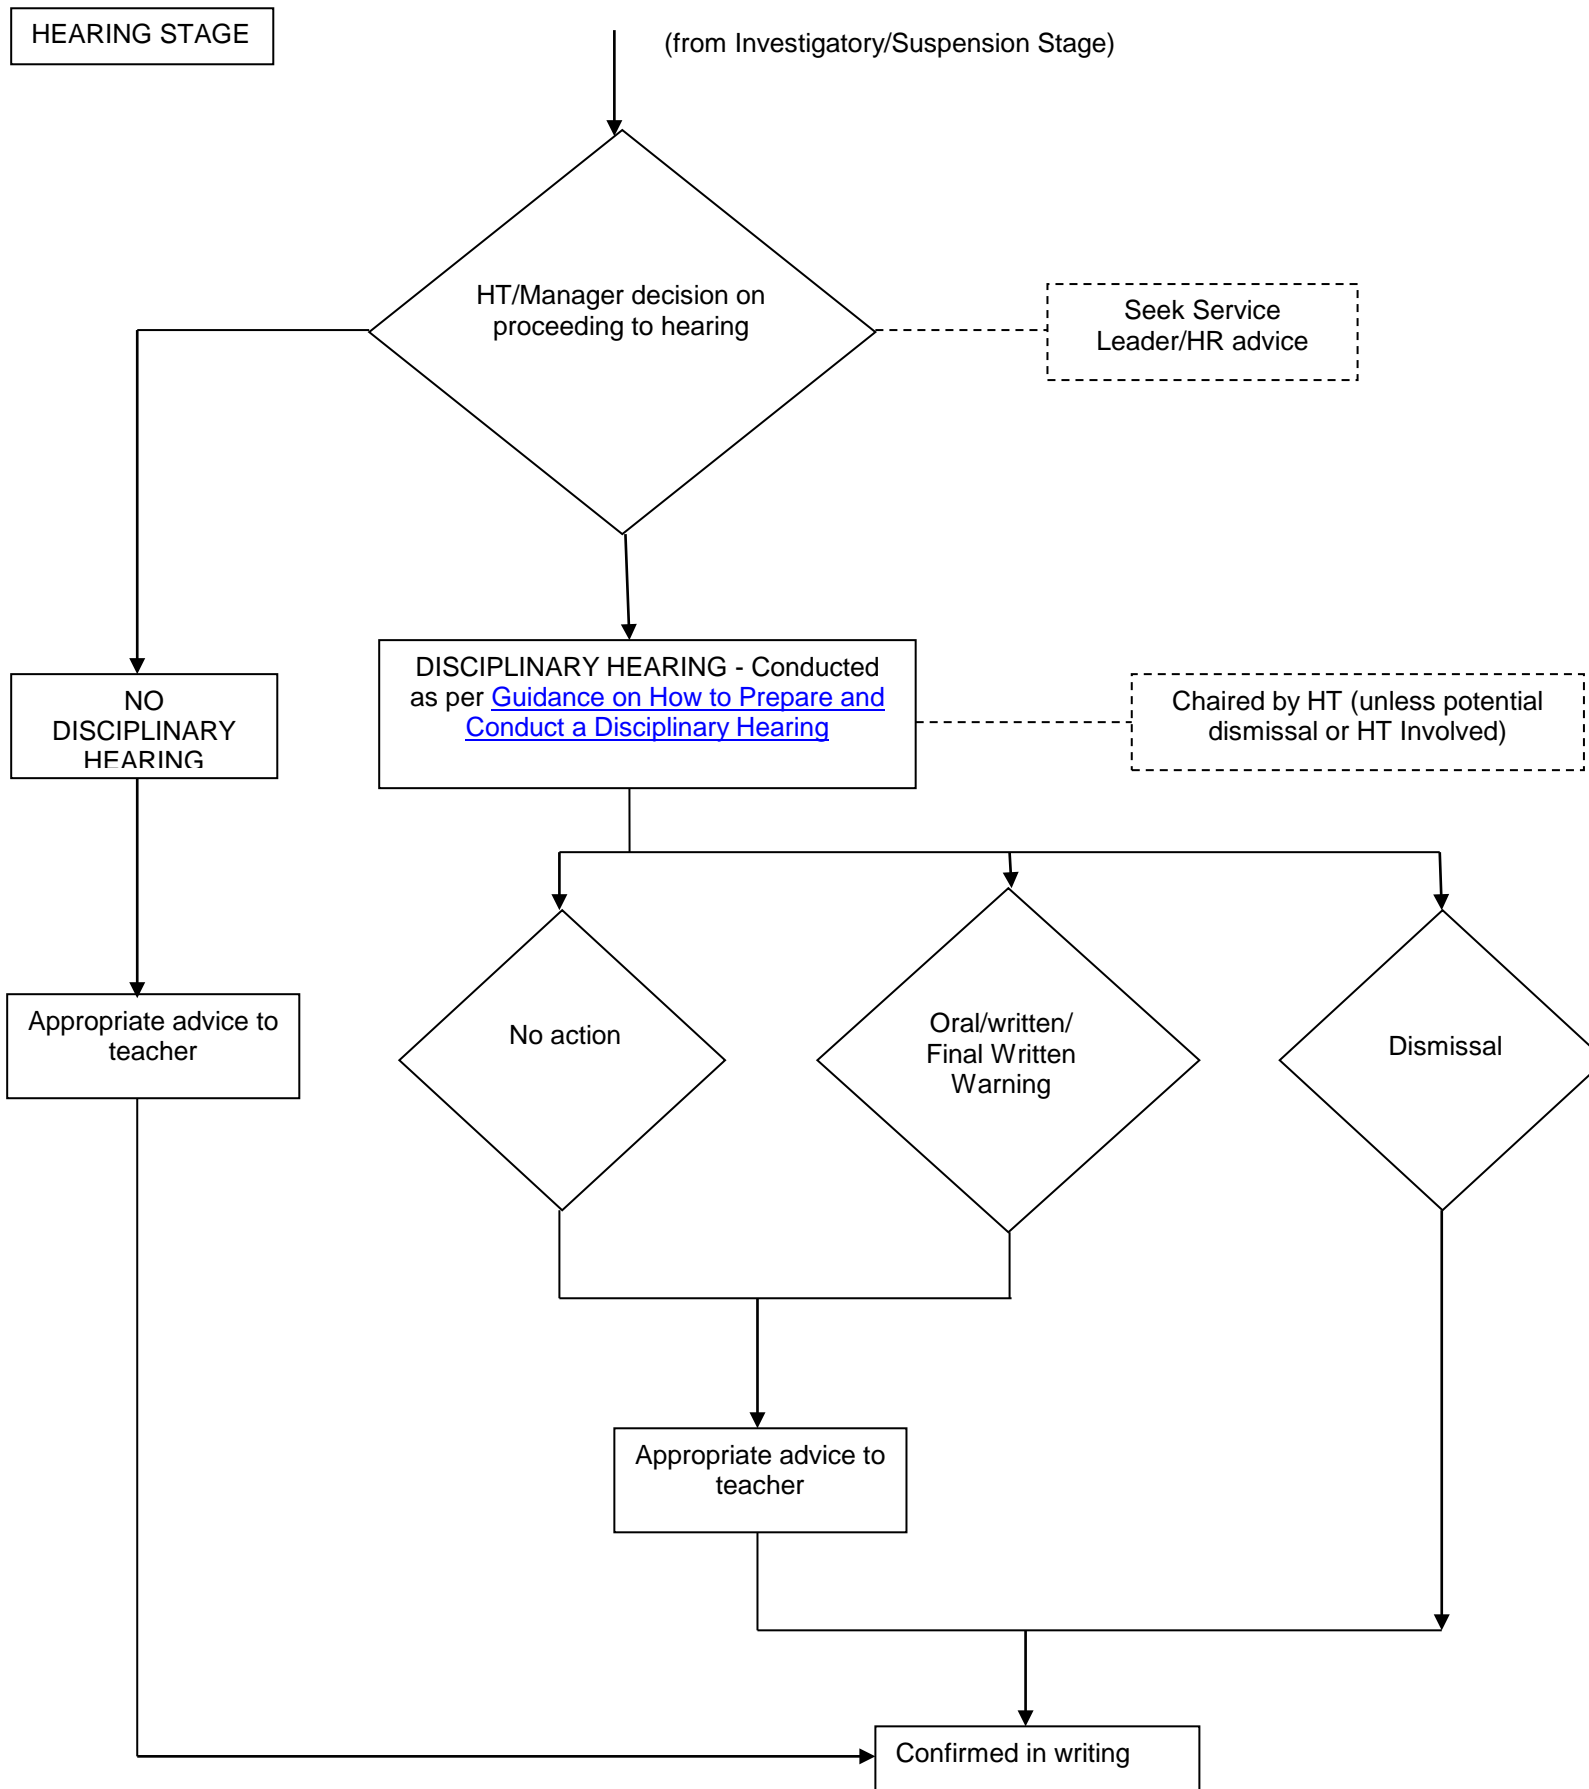 HEARING STAGE
(from Investigatory/Suspension Stage)
HT/Manager decision on
proceeding to hearing
Seek Service
Leader/HR advice
NO
DISCIPLINARY
HEARING
DISCIPLINARY HEARING - Conducted
as per Guidance on How to Prepare and
Conduct a Disciplinary Hearing
Chaired by HT (unless potential
dismissal or HT Involved)
Appropriate advice to
teacher
No action
Oral/written/
Final Written
Warning
Dismissal
Appropriate advice to
teacher
Confirmed in writing